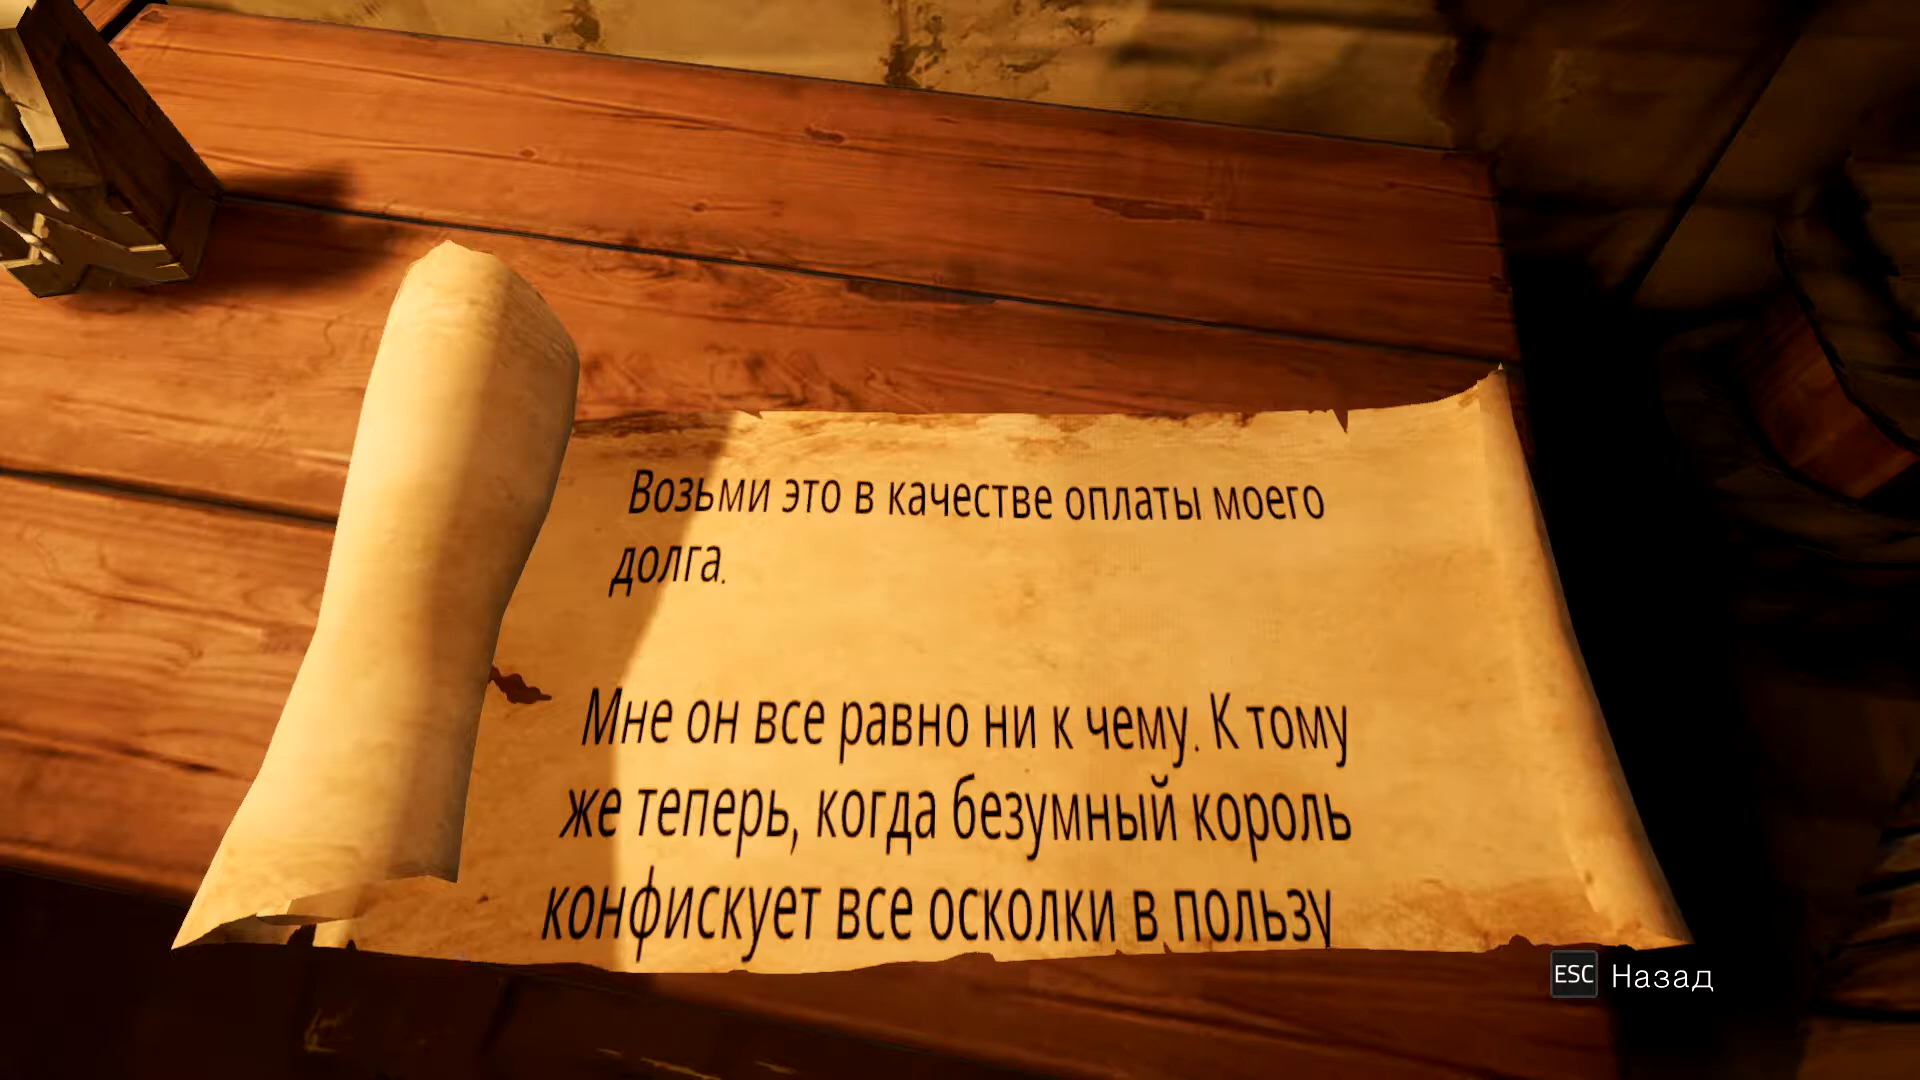 Возьми это в качестве оплаты моего
долга.
Мне он все равно ни к чему. К тому
же теперь, когда безумный король
конфискует все осколки в пользу
ESC Назад